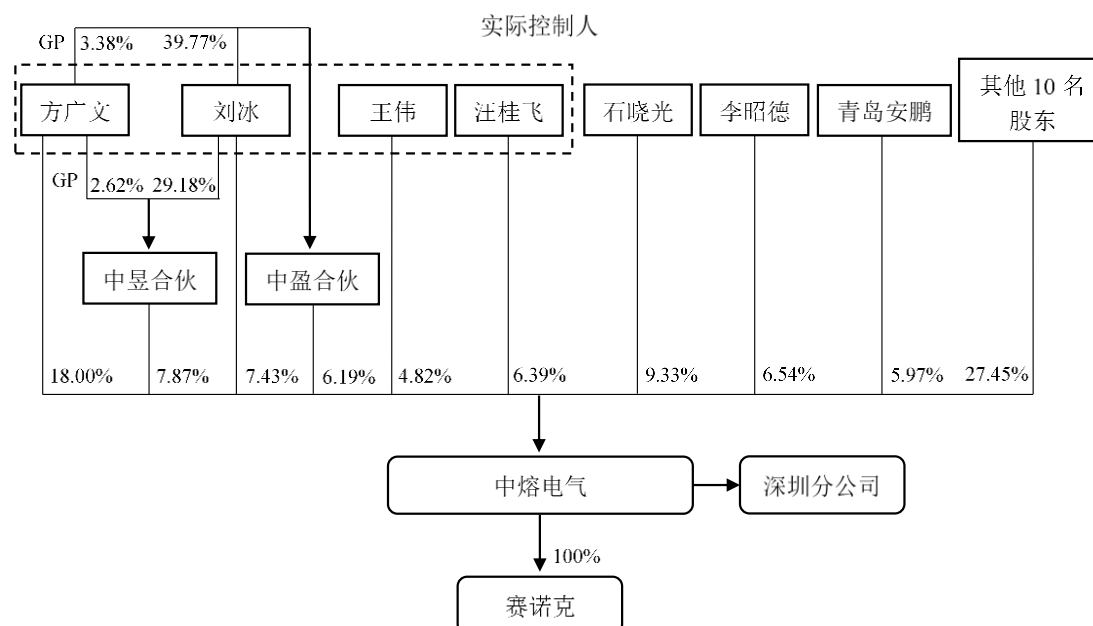 实际控制人
GP 3.38% 39.77%
方广文 刘冰 王伟 汪桂飞 石晓光 李昭德 青岛安鹏 其他 10 名
股东
GP 2.62% 29.18%
中昱合伙 中盈合伙
18.00% 7.87% 7.43% 6.19% 4.82% 6.39% 9.33% 6.54% 5.97% 27.45%
中熔电气 深圳分公司
100%
赛诺克